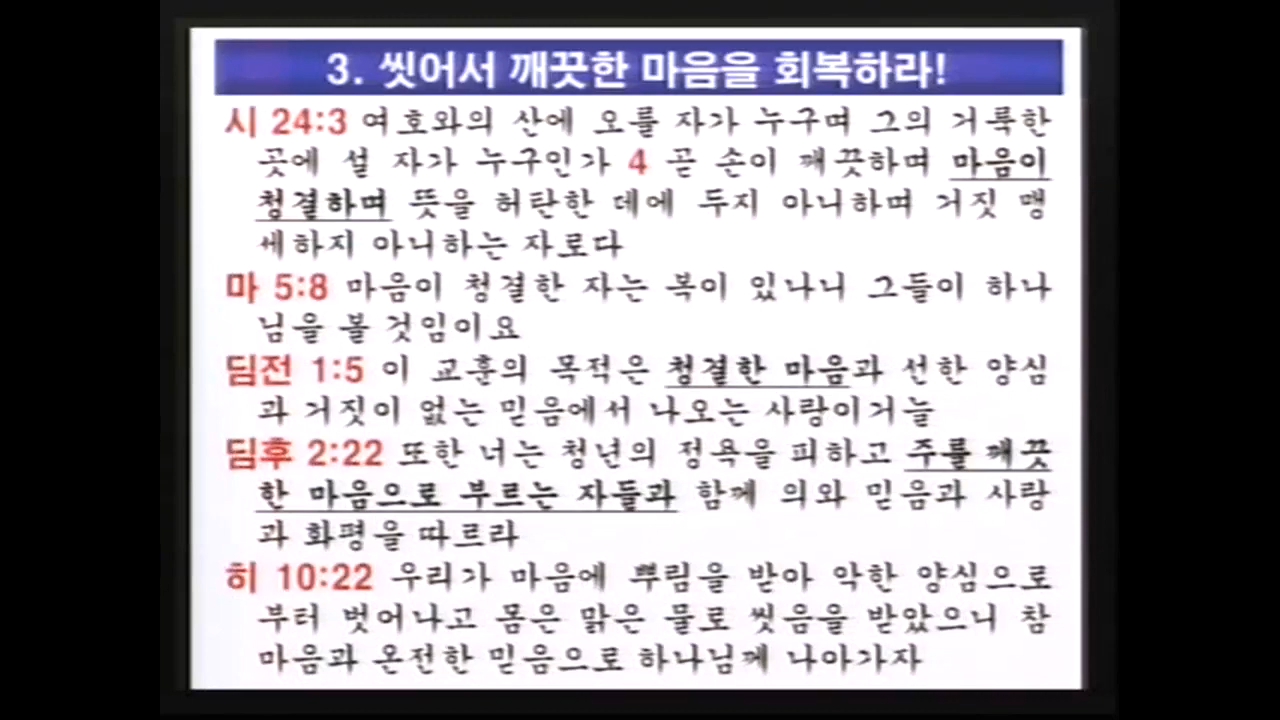 3. 씻어서 깨끗한 마음을 회복하라!
시 24:3 여호와의 산에 오를 자가 누구며 그의 거룩한
곳에 설 자가 누구인가 4 곧 손이 깨끗하며 마음이
청결하며 뜻을 허탄한 데에 두지 아니하며 거짓 맹
세하지 아니하는 자로다
마 5:8 마음이 청결한 자는 복이 있나니 그들이 하나
님을 볼 것임이요
딤전 1:5 이 교훈의 목적은 청결한 마음과 선한 양심
과 거짓이 없는 믿음에서 나오는 사랑이거늘
딤후 2:22 또한 너는 청년의 정욕을 피하고 주를 깨끗
한 마음으로 부르는 자들과 함께 의와 믿음과 사랑
과 화평을 따르라
히 10:22 우리가 마음에 뿌림을 받아 악한 양심으로
부터 벗어나고 몸은 맑은 물로 씻음을 받았으니 참
마음과 온전한 믿음으로 하나님께 나아가자